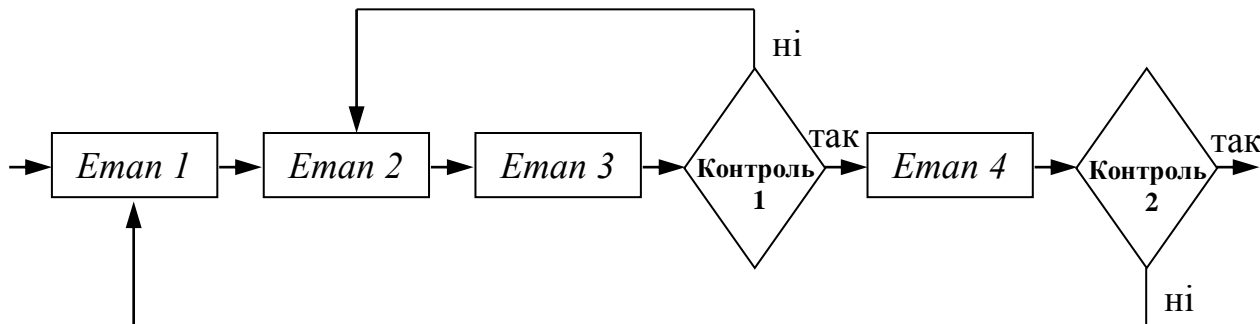 ні
Етап 1
Етап 2
Етап 3
Контроль
1
так
Етап 4
Контроль
2
так
ні